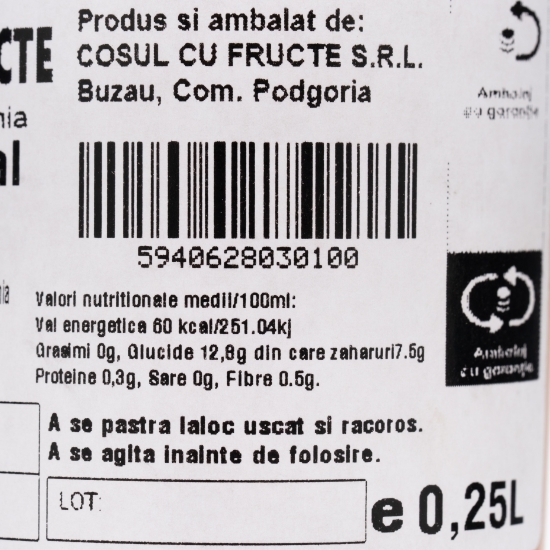 Produs si ambalat de:
CTE
COSUL CU FRUCTE S.R.L.
Buzau, Com. Podgoria
nia
al
Ambalaj
cu garanție
5940628030100
Valori nutritionale medii/100ml:
Val energetica 60 kcal/251.04kj
Grasimi 0g, Glucide 12,8g din care zaharuri7.5g
Proteine 0,3g, Sare 0g, Fibre 0.5g.
Ambalaj
cu garanție
A se pastra laloc uscat si racoros.
A se agita inainte de folosire.
LOT:
e 0,25L